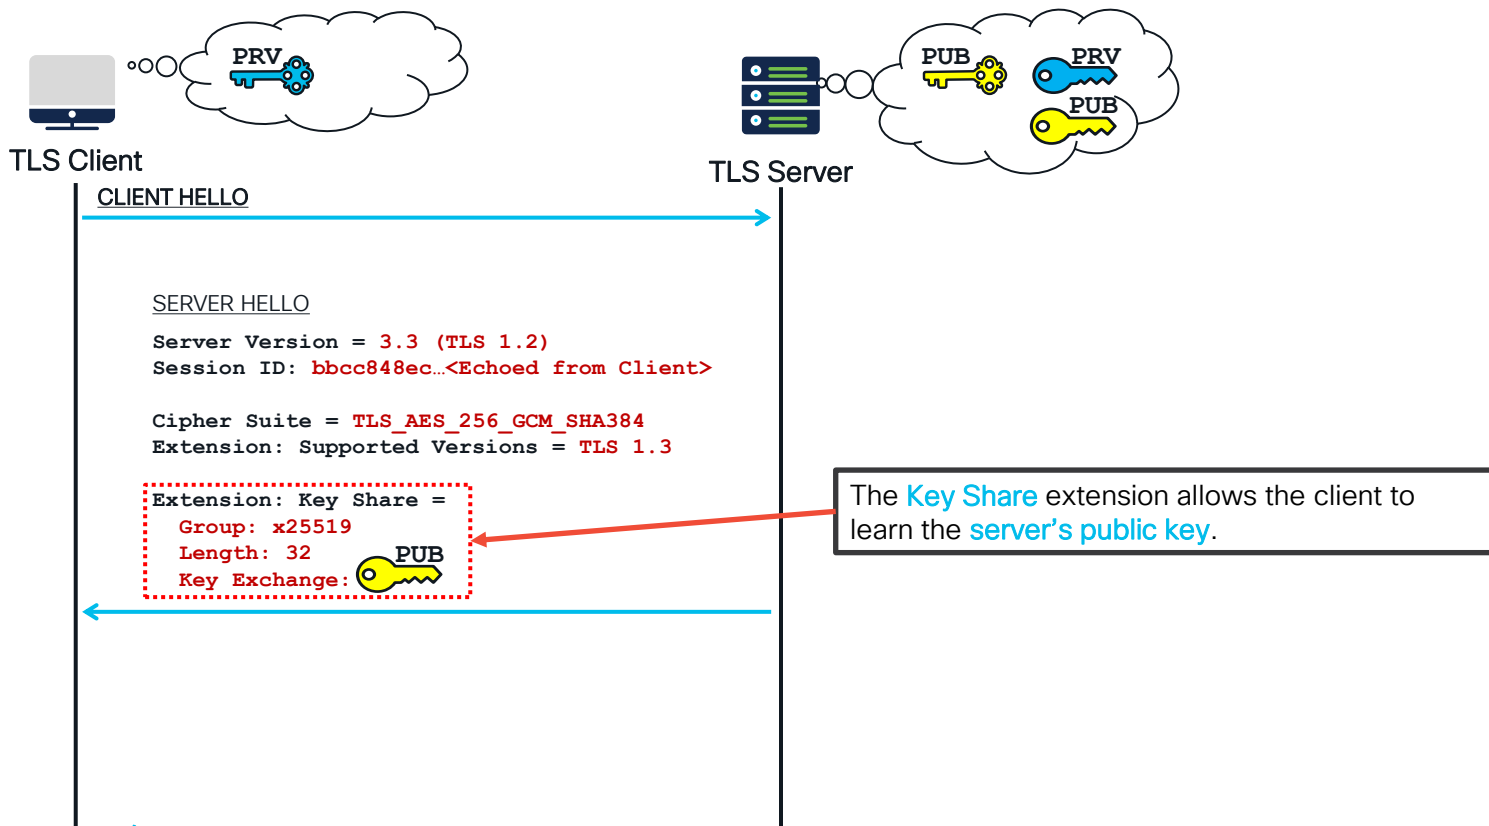 PRV
PUB
PRV
PUB
TLS Client
TLS Server
CLIENT HELLO
SERVER HELLO
Server Version = 3.3 (TLS 1.2)
Session ID: bbcc848ec…<Echoed from Client>
Cipher Suite = TLS_AES_256_GCM_SHA384
Extension: Supported Versions = TLS 1.3
Extension: Key Share =
Group: x25519
Length: 32
PUB
Key Exchange:
The Key Share extension allows the client to
learn the server's public key.